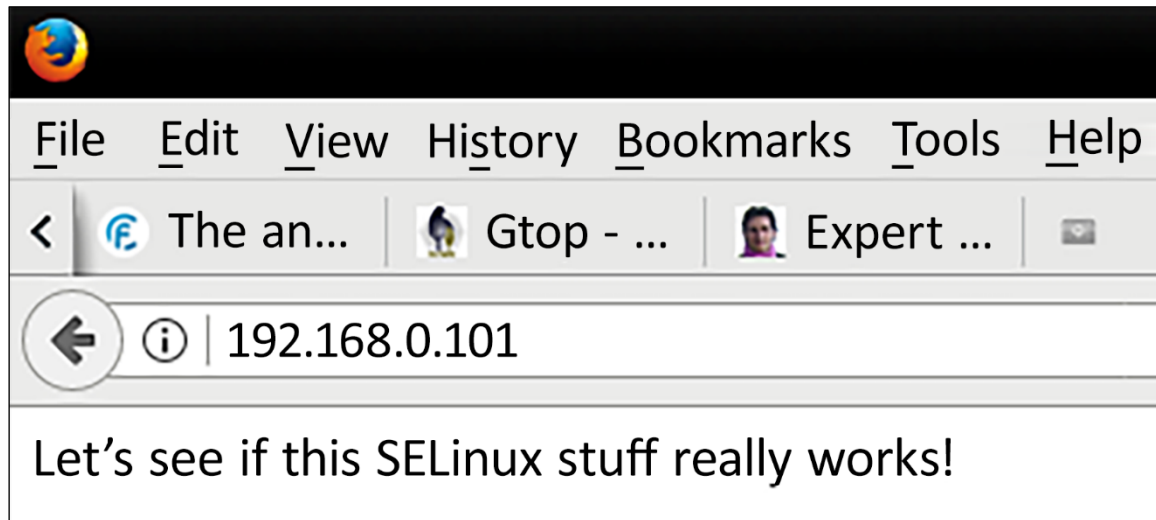 File Edit View History Bookmarks Tools Help
The an... Gtop - ... Expert ...
192.168.0.101
Let’s see if this SELinux stuff really works!